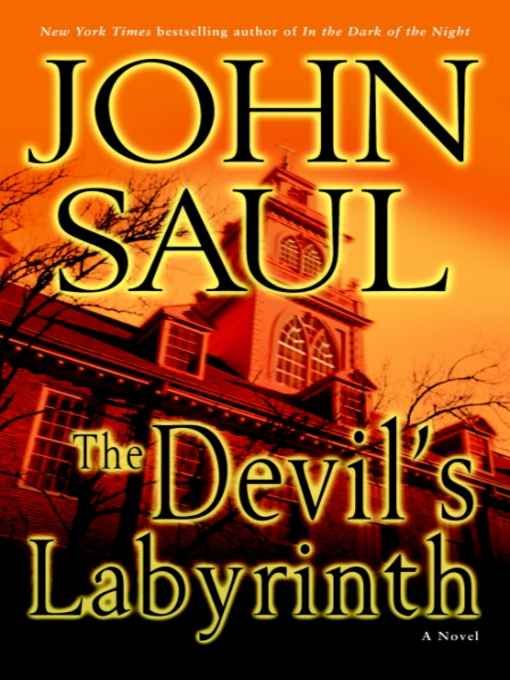 New York Times bestselling author of In the Dark of the Night
JOHN
SAUL
The Devil's
Labyrinth
A Novel